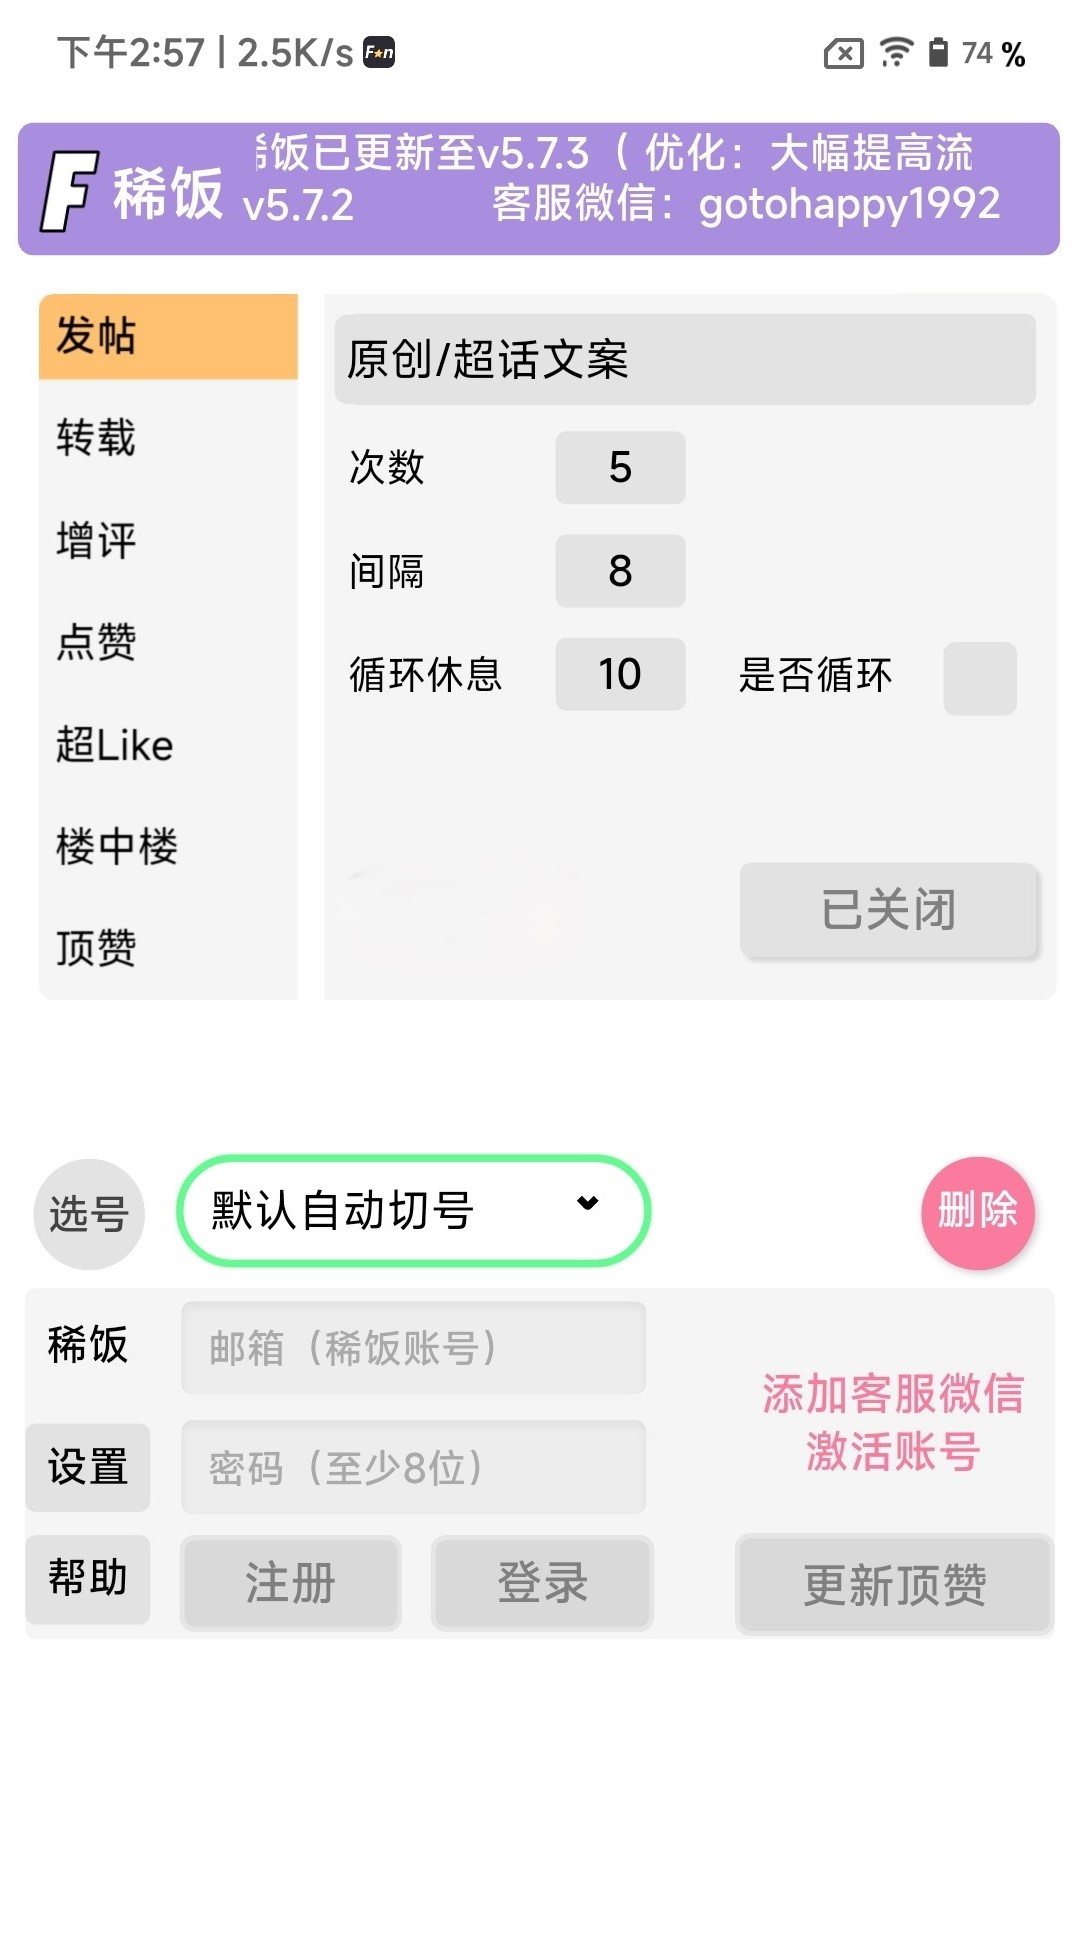 下午2:57 | 2.5K/s Fan
74 %
F 稀饭
稀饭已更新至v5.7.3（优化：大幅提高流
v5.7.2 客服微信：gotohappy1992
发帖
转载
增评
点赞
超Like
楼中楼
顶赞
原创/超话文案
次数 5
间隔 8
循环休息 10 是否循环
已关闭
选号 默认自动切号 删除
稀饭 邮箱（稀饭账号）
添加客服微信
激活账号
设置 密码（至少8位）
帮助 注册 登录 更新顶赞